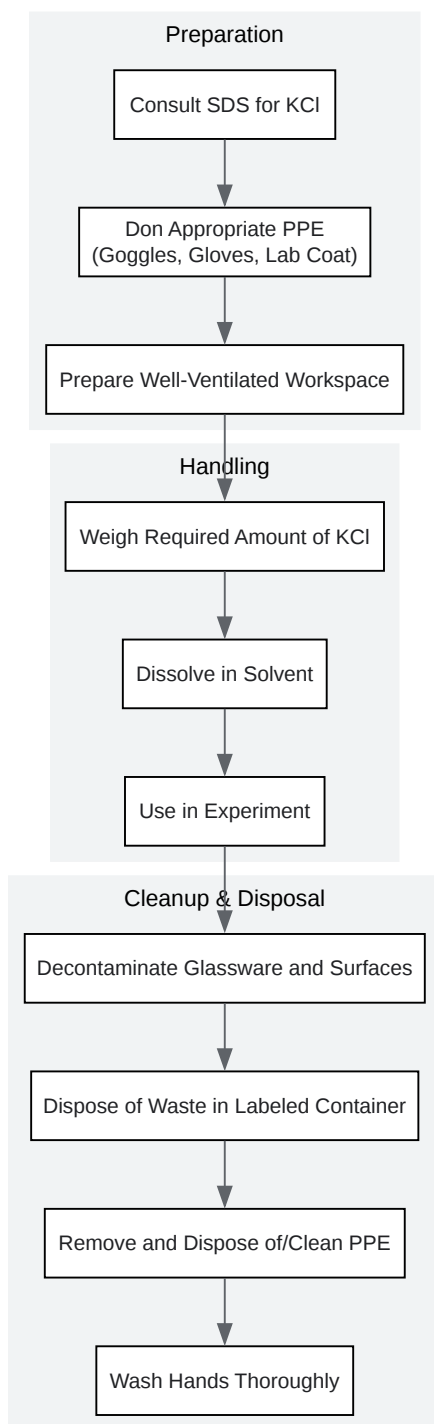 Preparation
Consult SDS for KCl
Don Appropriate PPE
(Goggles, Gloves, Lab Coat)
Prepare Well-Ventilated Workspace
Handling
Weigh Required Amount of KCl
Dissolve in Solvent
Use in Experiment
Cleanup & Disposal
Decontaminate Glassware and Surfaces
Dispose of Waste in Labeled Container
Remove and Dispose of/Clean PPE
Wash Hands Thoroughly